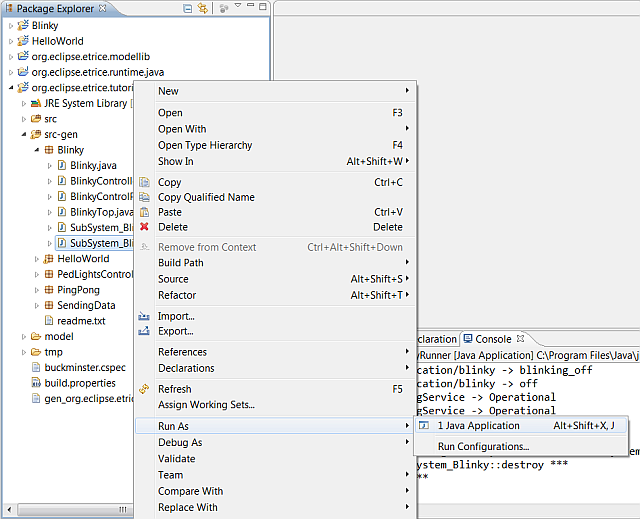 Package Explorer
Blinky
HelloWorld
org.eclipse.etrice.modellib
org.eclipse.etrice.runtime.java
org.eclipse.etrice.tutori
JRE System Library [
src
src-gen
Blinky
Blinky.java
BlinkyControll
BlinkyControlP
BlinkyTop.java
SubSystem_Bli
SubSystem_Bli
HelloWorld
PedLightsContro
PingPong
SendingData
readme.txt
model
tmp
buckminster.cspec
build.properties
gen_org.eclipse.etric
New
Open F3
Open With
Open Type Hierarchy F4
Show In Alt+Shift+W
Copy Ctrl+C
Copy Qualified Name
Paste Ctrl+V
Delete Delete
Remove from Context Ctrl+Alt+Shift+Down
Build Path
Source Alt+Shift+S
Refactor Alt+Shift+T
Import...
Export...
References
Declarations
Refresh F5
Assign Working Sets...
Run As
Debug As
Validate
Team
Compare With
Replace With
1 Java Application Alt+Shift+X, J
Run Configurations...
claration Console
yRunner [Java Application] C:\Program Files\Java\j
cation/blinky -> blinking_off
cation/blinky -> off
gService -> Operational
gService -> Operational
ystem_Blinky::destroy ***
**